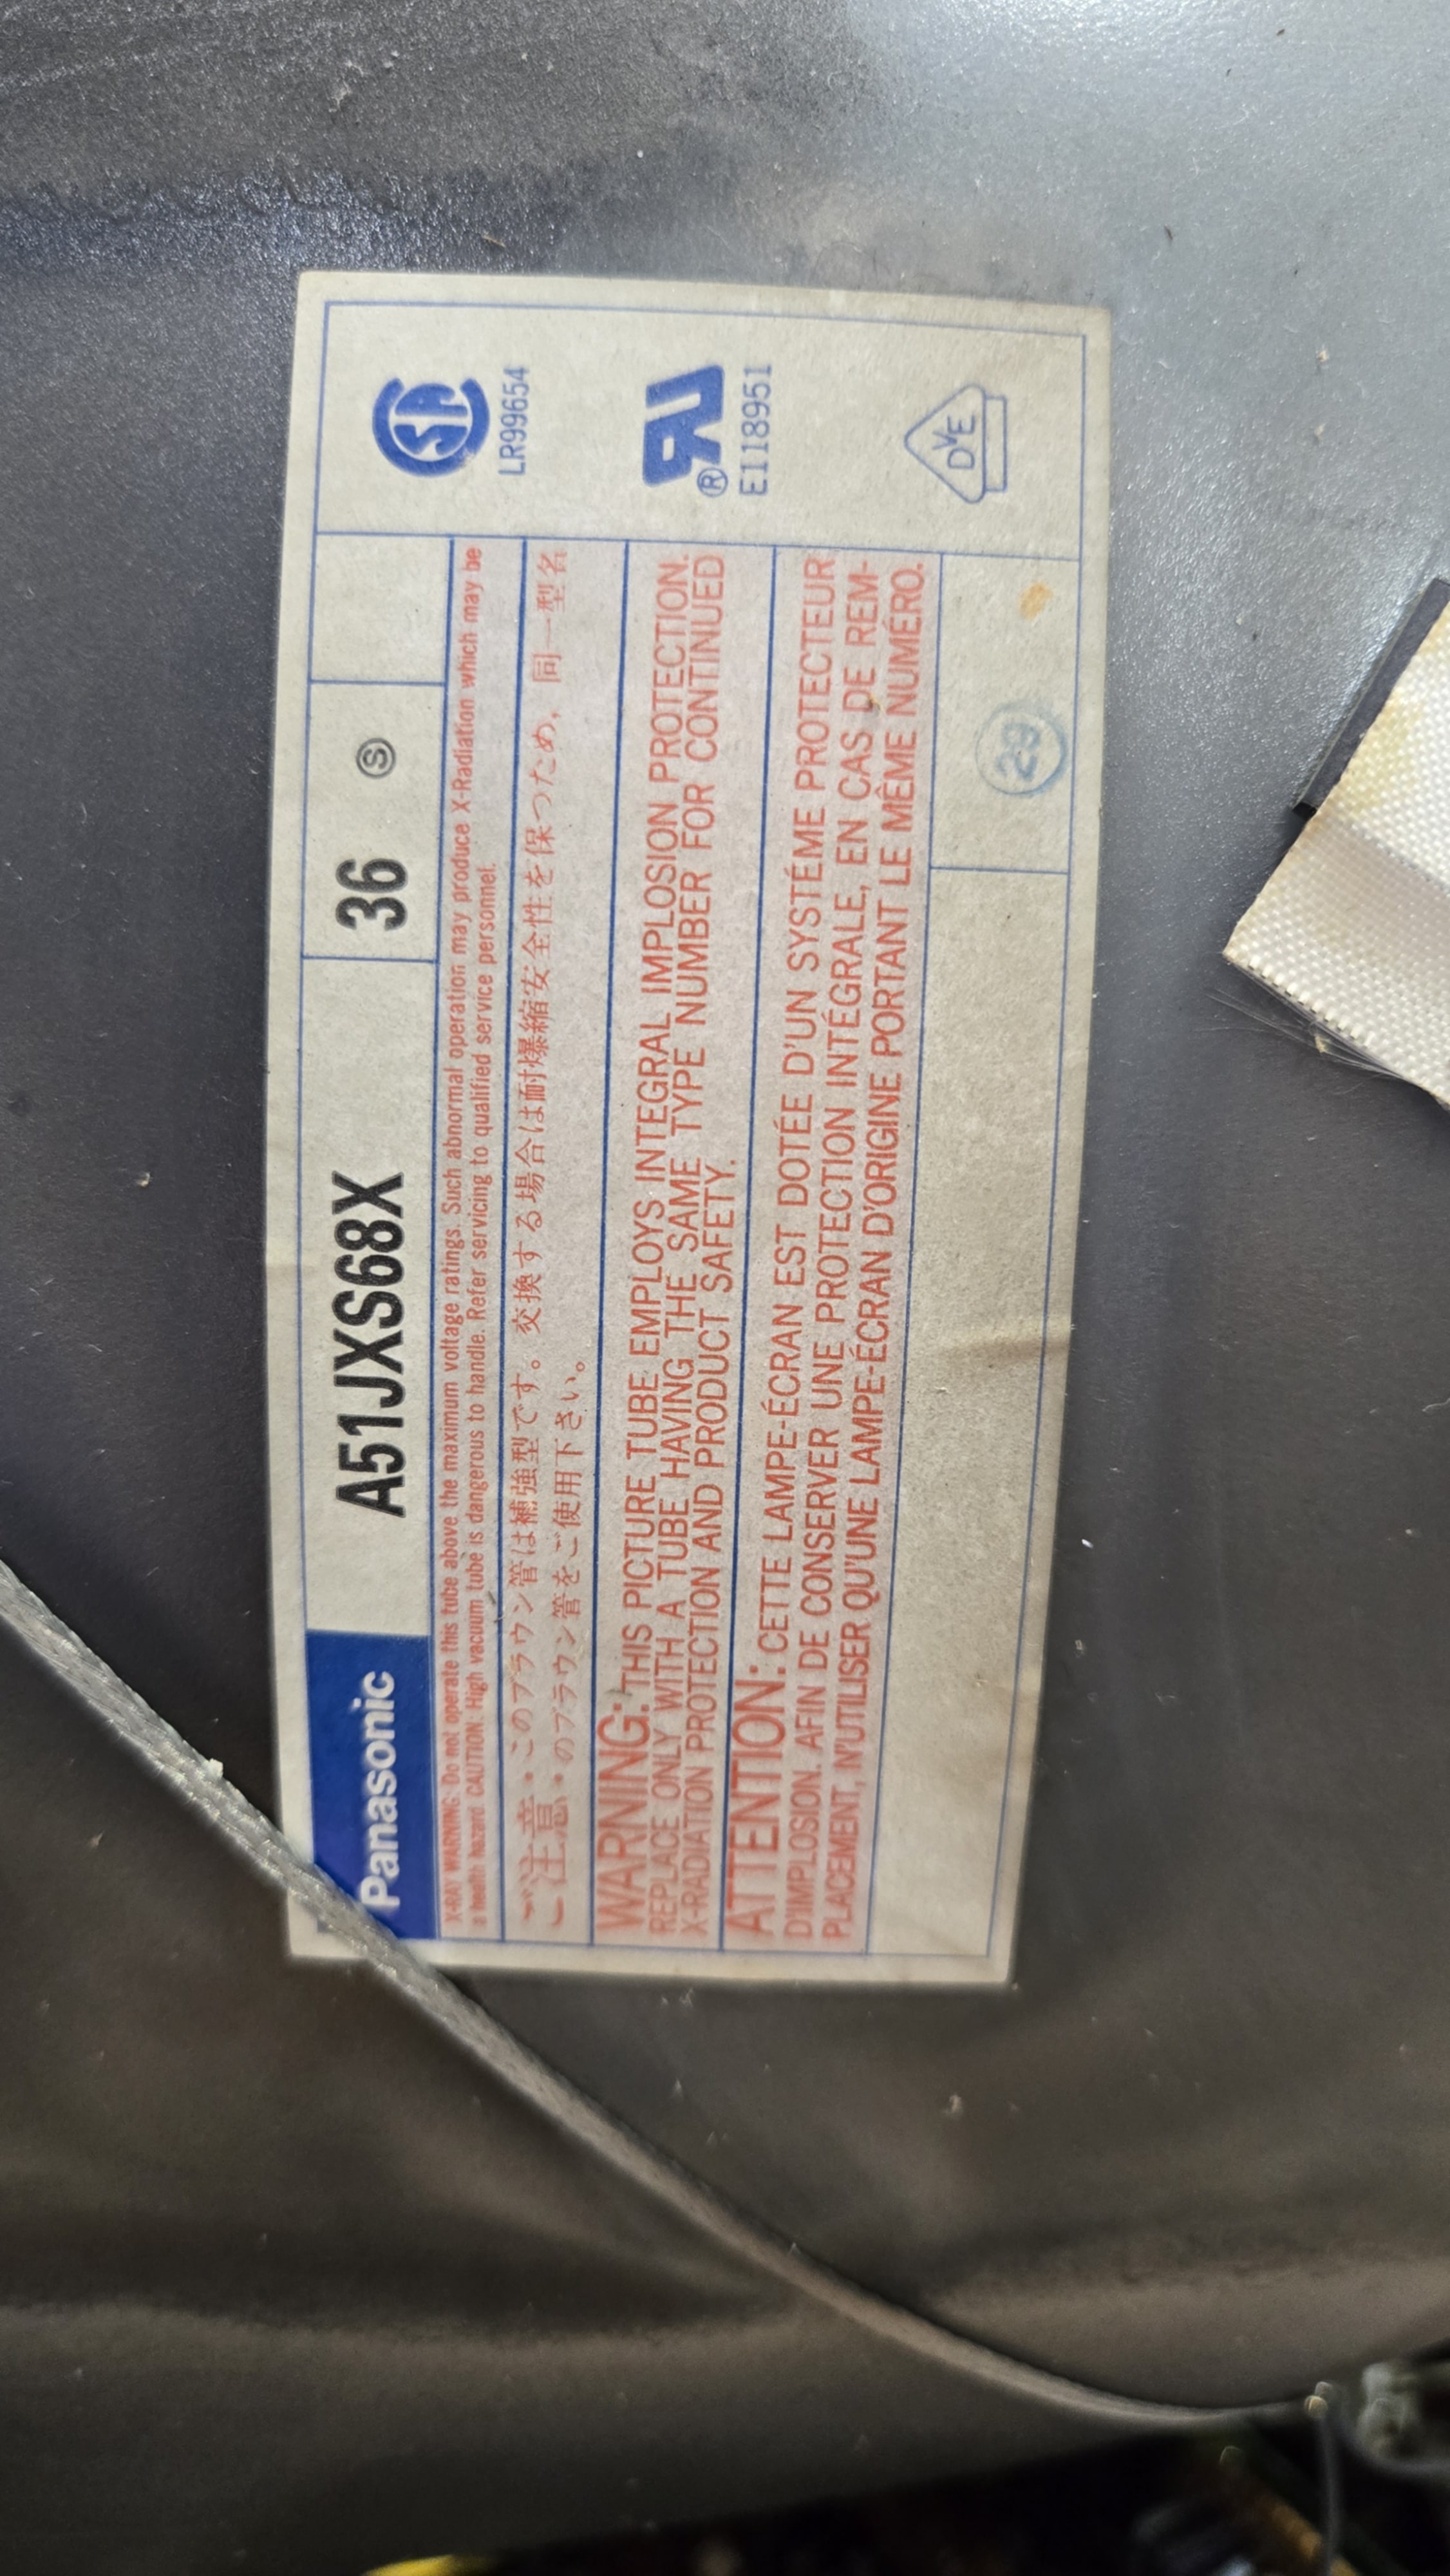 Panasonic A51JXS68X 36 Ⓢ
X-RAY WARNING: Do not operate this tube above the maximum voltage ratings. Such abnormal operation may produce X-Radiation which may be
a health hazard. CAUTION: High vacuum tube is dangerous to handle. Refer servicing to qualified service personnel.
ご注意・このブラウン管は補強型です。交換する場合は耐爆縮安全性を保つため、同一型名
のブラウン管をご使用下さい。
WARNING: THIS PICTURE TUBE EMPLOYS INTEGRAL IMPLOSION PROTECTION.
REPLACE ONLY WITH A TUBE HAVING THE SAME TYPE NUMBER FOR CONTINUED
X-RADIATION PROTECTION AND PRODUCT SAFETY.
ATTENTION: CETTE LAMPE-ÉCRAN EST DOTÉE D'UN SYSTÉME PROTECTEUR
D'IMPLOSION. AFIN DE CONSERVER UNE PROTECTION INTÉGRALE, EN CAS DE REM-
PLACEMENT, N'UTILISER QU'UNE LAMPE-ÉCRAN D'ORIGINE PORTANT LE MÊME NUMÉRO.
29
SA
LR99654
RU ®
E118951
DVE